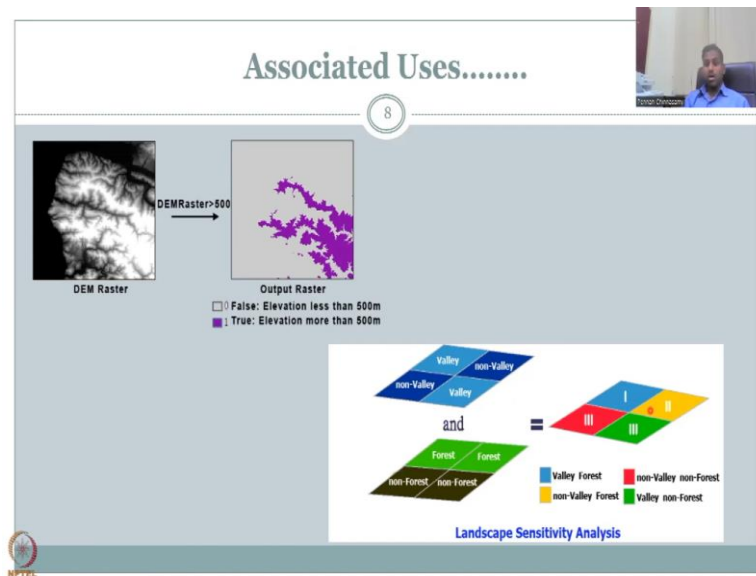 Associated Uses........
8
Ponnan Chinnasamy
DEMRaster>500
DEM Raster
Output Raster
0 False: Elevation less than 500m
1 True: Elevation more than 500m
Valley
non-Valley
non-Valley
Valley
and
Forest
Forest
non-Forest
non-Forest
=
I
II
III
III
Valley Forest
non-Valley non-Forest
non-Valley Forest
Valley non-Forest
Landscape Sensitivity Analysis
NPTEL